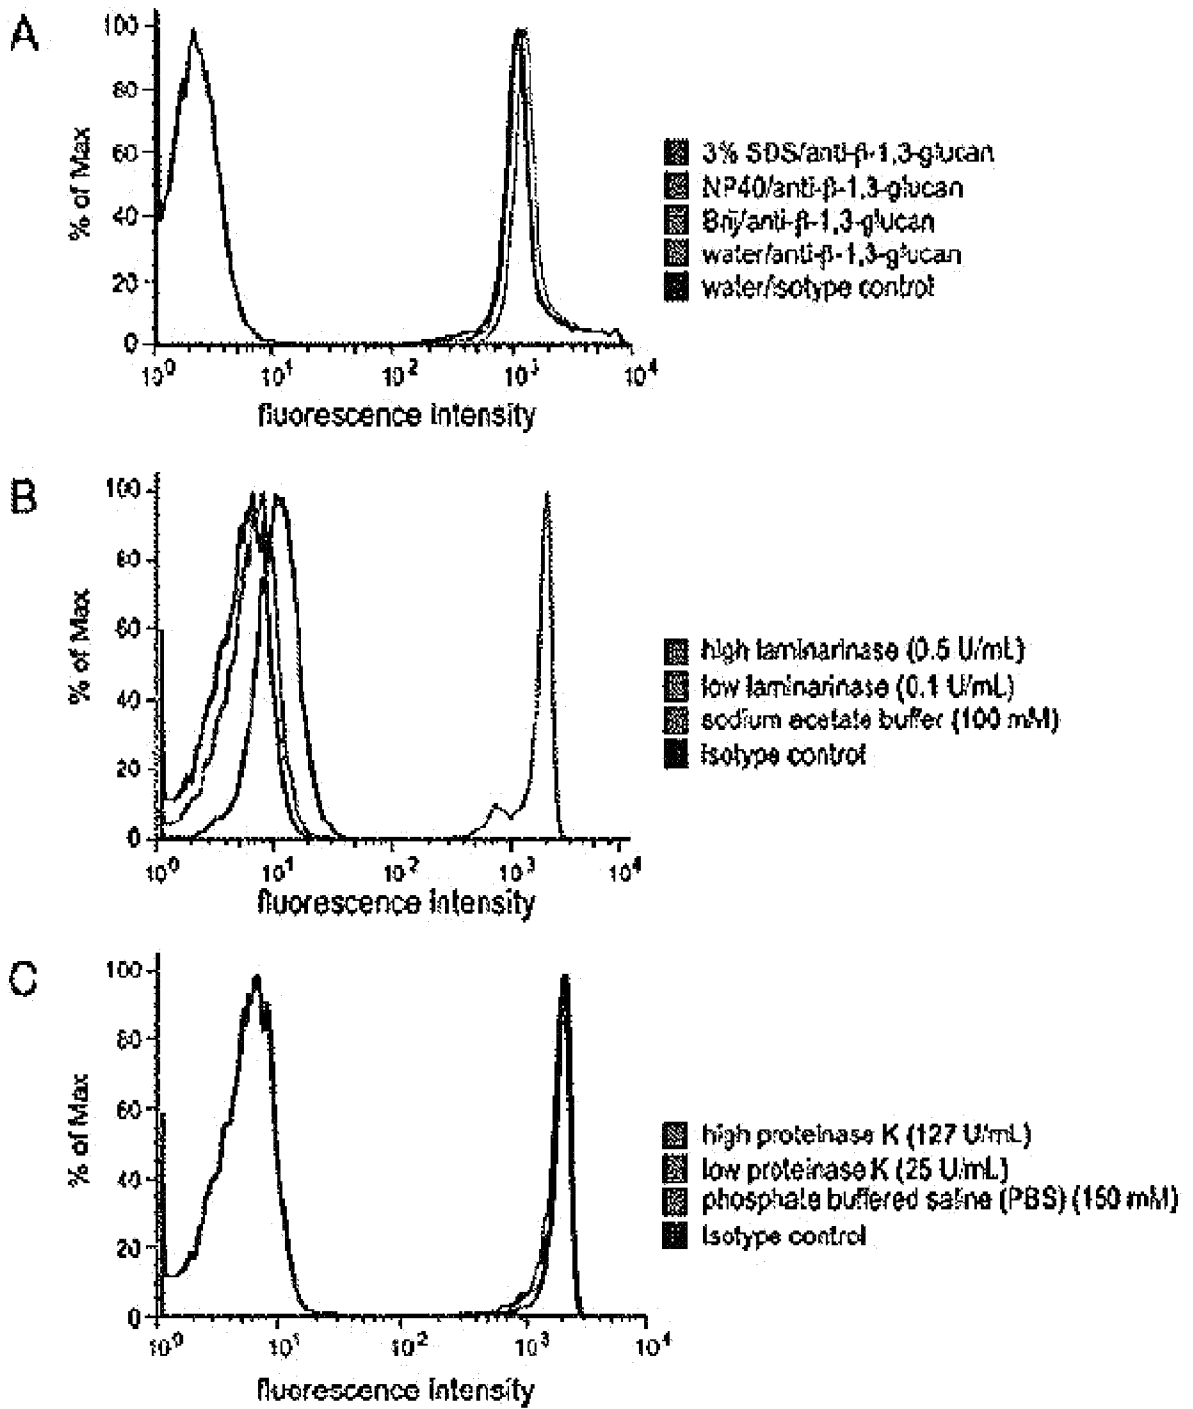 A
100
80
60
40
20
0
% of Max
10^0 10^1 10^2 10^3 10^4
fluorescence intensity
3% SDS/anti-β-1,3-glucan
NP40/anti-β-1,3-glucan
Brij/anti-β-1,3-glucan
water/anti-β-1,3-glucan
water/isotype control
B
100
80
60
40
20
0
% of Max
10^0 10^1 10^2 10^3 10^4
fluorescence intensity
high laminarinase (0.5 U/mL)
low laminarinase (0.1 U/mL)
sodium acetate buffer (100 mM)
isotype control
C
100
80
60
40
20
0
% of Max
10^0 10^1 10^2 10^3 10^4
fluorescence intensity
high proteinase K (127 U/mL)
low proteinase K (25 U/mL)
phosphate buffered saline (PBS) (150 mM)
isotype control